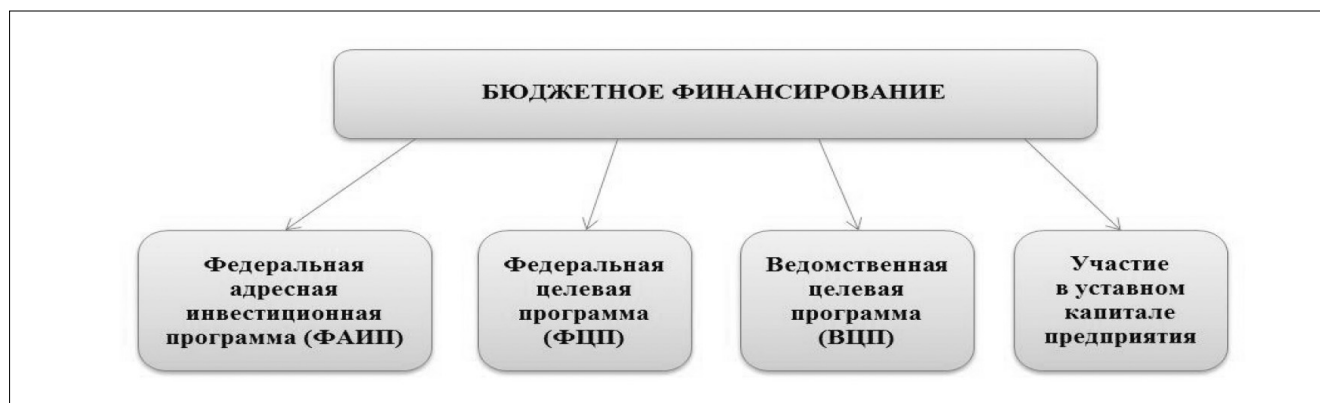 БЮДЖЕТНОЕ ФИНАНСИРОВАНИЕ
Федеральная
адресная
инвестиционная
программа (ФАИП)
Федеральная
целевая
программа
(ФЦП)
Ведомственная
целевая
программа
(ВЦП)
Участие
в уставном
капитале
предприятия